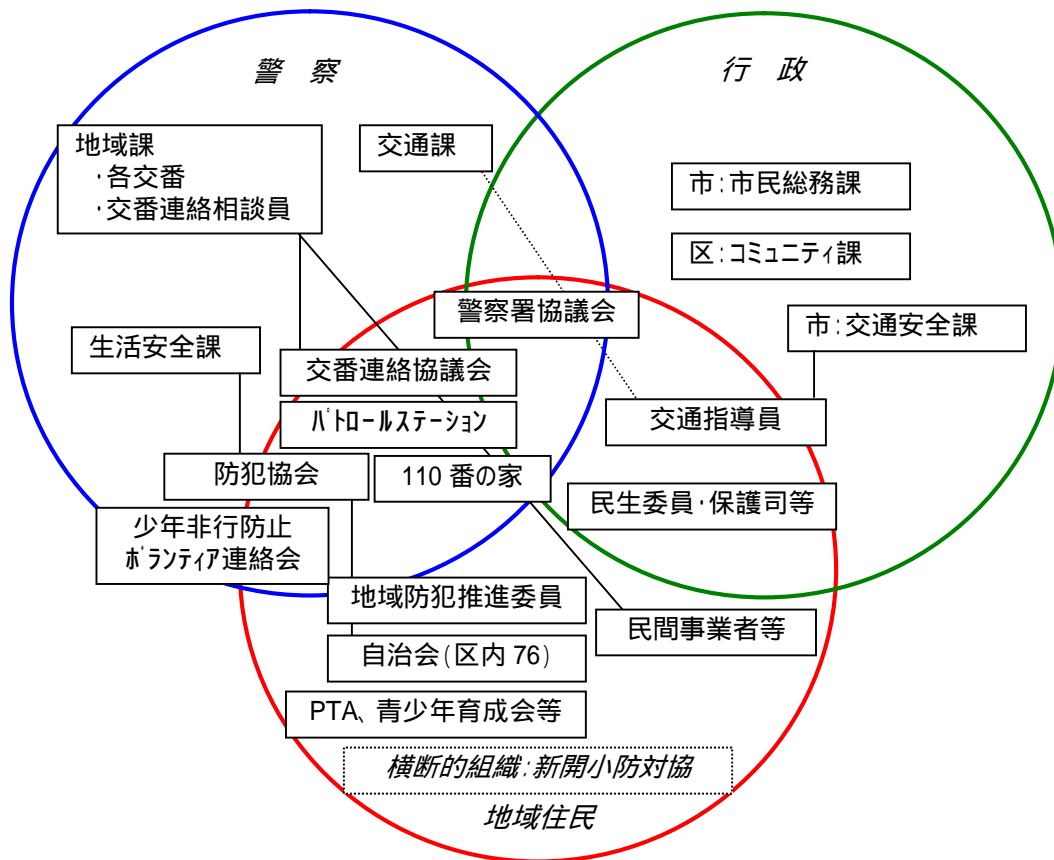 警 察
行 政
地域課
・各交番
・交番連絡相談員
交通課
市:市民総務課
区:コミュニティ課
警察署協議会
市:交通安全課
生活安全課
交番連絡協議会
パトロールステーション
交通指導員
防犯協会
110 番の家
民生委員・保護司等
少年非行防止
ボランティア連絡会
地域防犯推進委員
民間事業者等
自治会(区内 76)
PTA、青少年育成会等
横断的組織:新開小防対協
地域住民